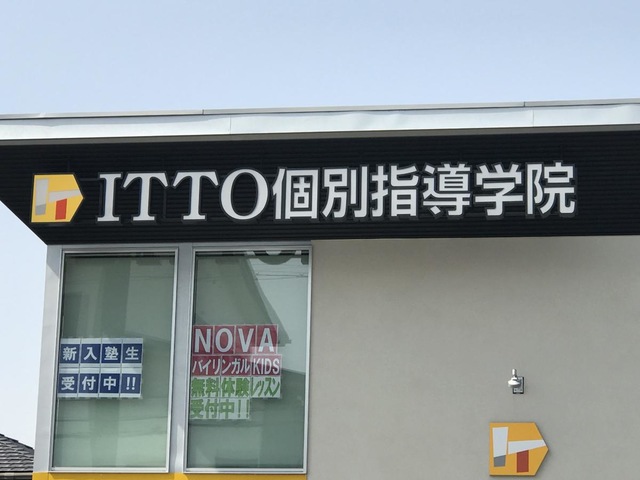 ITTO個別指導学院
新入塾生
受付中!!
NOVA
バイリンガルKIDS
無料体験レッスン
受付中!!